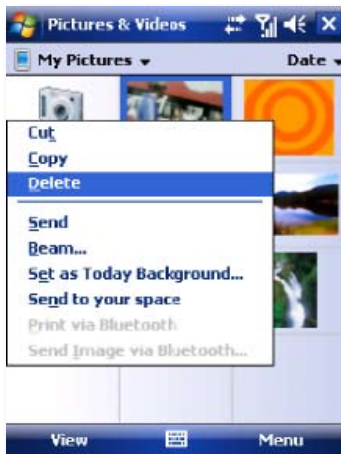 Pictures & Videos
My Pictures
Date
Cut
Copy
Delete
Send
Beam...
Set as Today Background...
Send to your space
Print via Bluetooth
Send Image via Bluetooth...
View
Menu